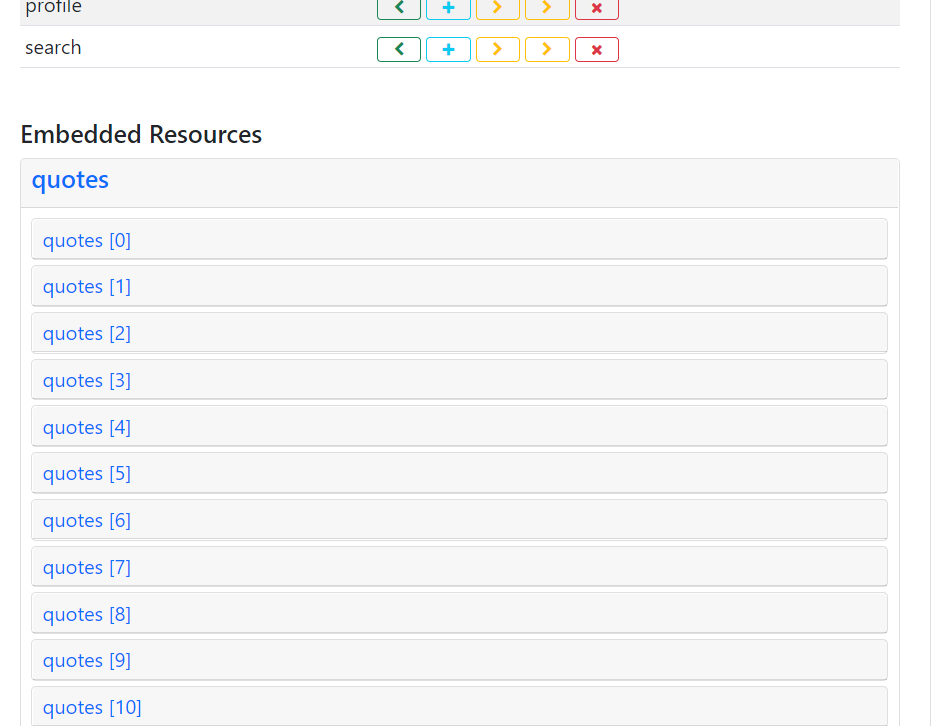 profile
search
Embedded Resources
quotes
quotes [0]
quotes [1]
quotes [2]
quotes [3]
quotes [4]
quotes [5]
quotes [6]
quotes [7]
quotes [8]
quotes [9]
quotes [10]